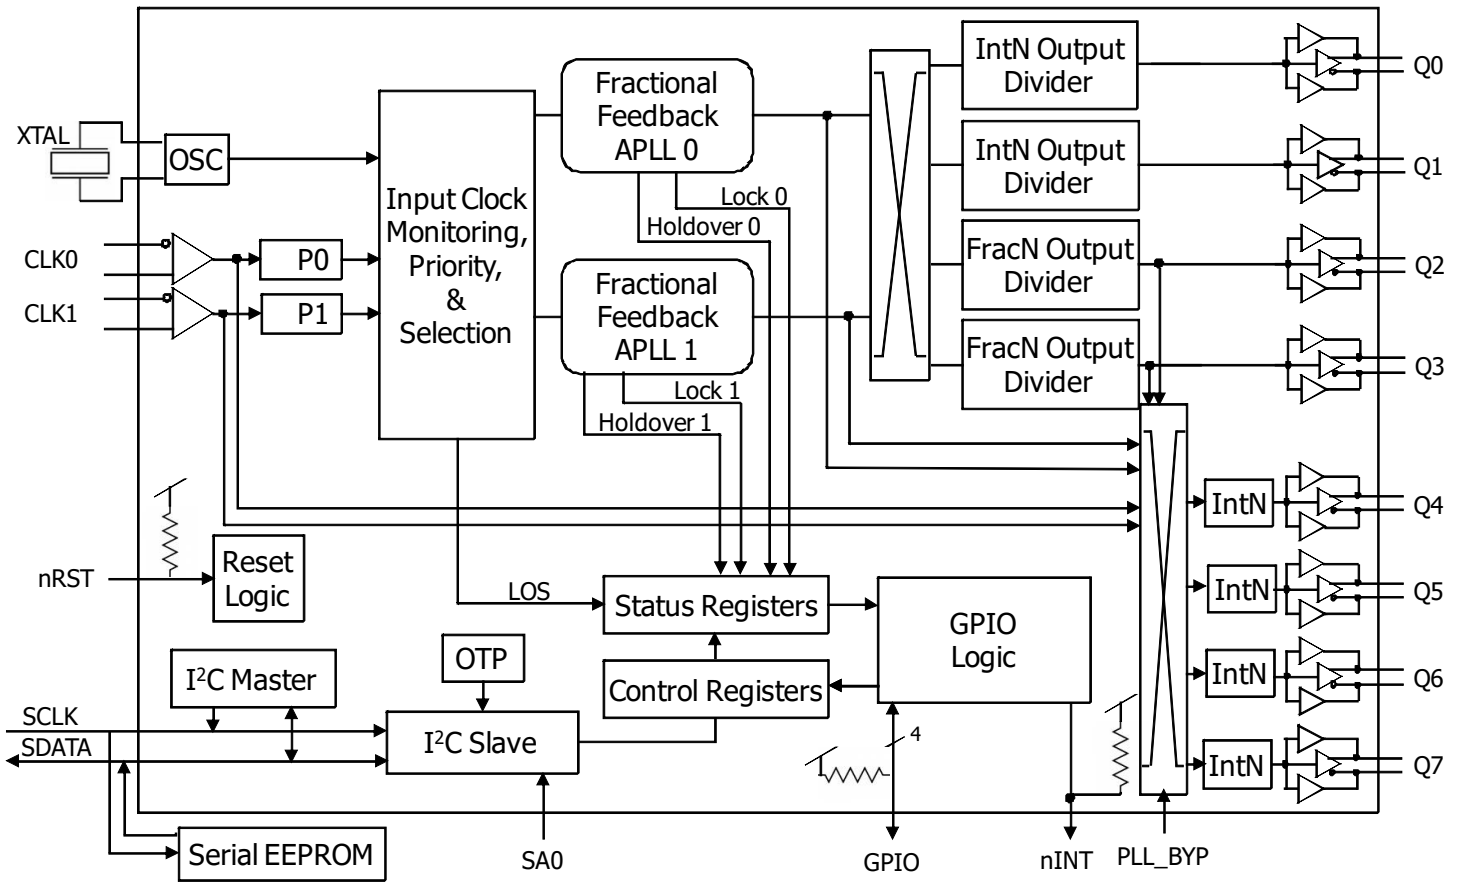 XTAL
OSC
CLK0
CLK1
P0
P1
Input Clock
Monitoring,
Priority,
&
Selection
Fractional
Feedback
APLL 0
Lock 0
Holdover 0
Fractional
Feedback
APLL 1
Lock 1
Holdover 1
IntN Output
Divider
IntN Output
Divider
FracN Output
Divider
FracN Output
Divider
Q0
Q1
Q2
Q3
IntN
Q4
IntN
Q5
IntN
Q6
IntN
Q7
nRST
Reset
Logic
LOS
Status Registers
GPIO
Logic
OTP
Control Registers
I²C Master
SCLK
SDATA
I²C Slave
4
Serial EEPROM
SA0
GPIO
nINT
PLL_BYP